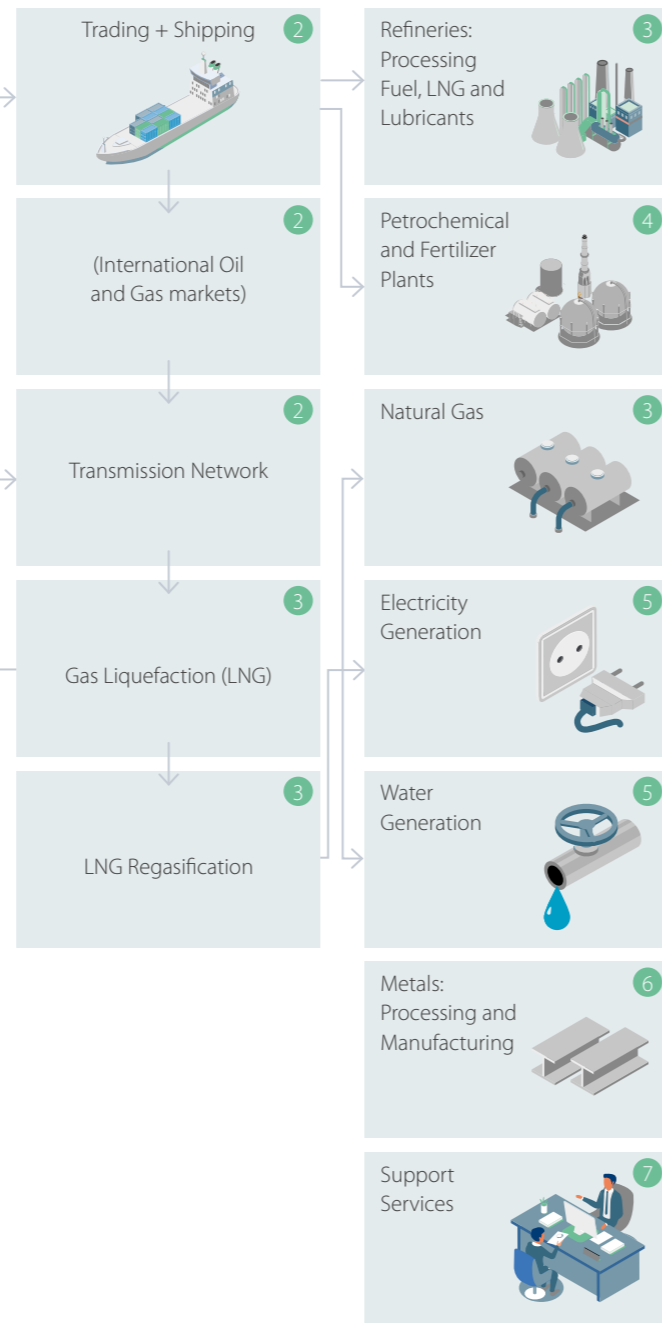 Trading + Shipping
2
(International Oil
and Gas markets)
2
Transmission Network
2
Gas Liquefaction (LNG)
3
LNG Regasification
3
Refineries:
Processing
Fuel, LNG and
Lubricants
3
Petrochemical
and Fertilizer
Plants
4
Natural Gas
3
Electricity
Generation
5
Water
Generation
5
Metals:
Processing and
Manufacturing
6
Support
Services
7